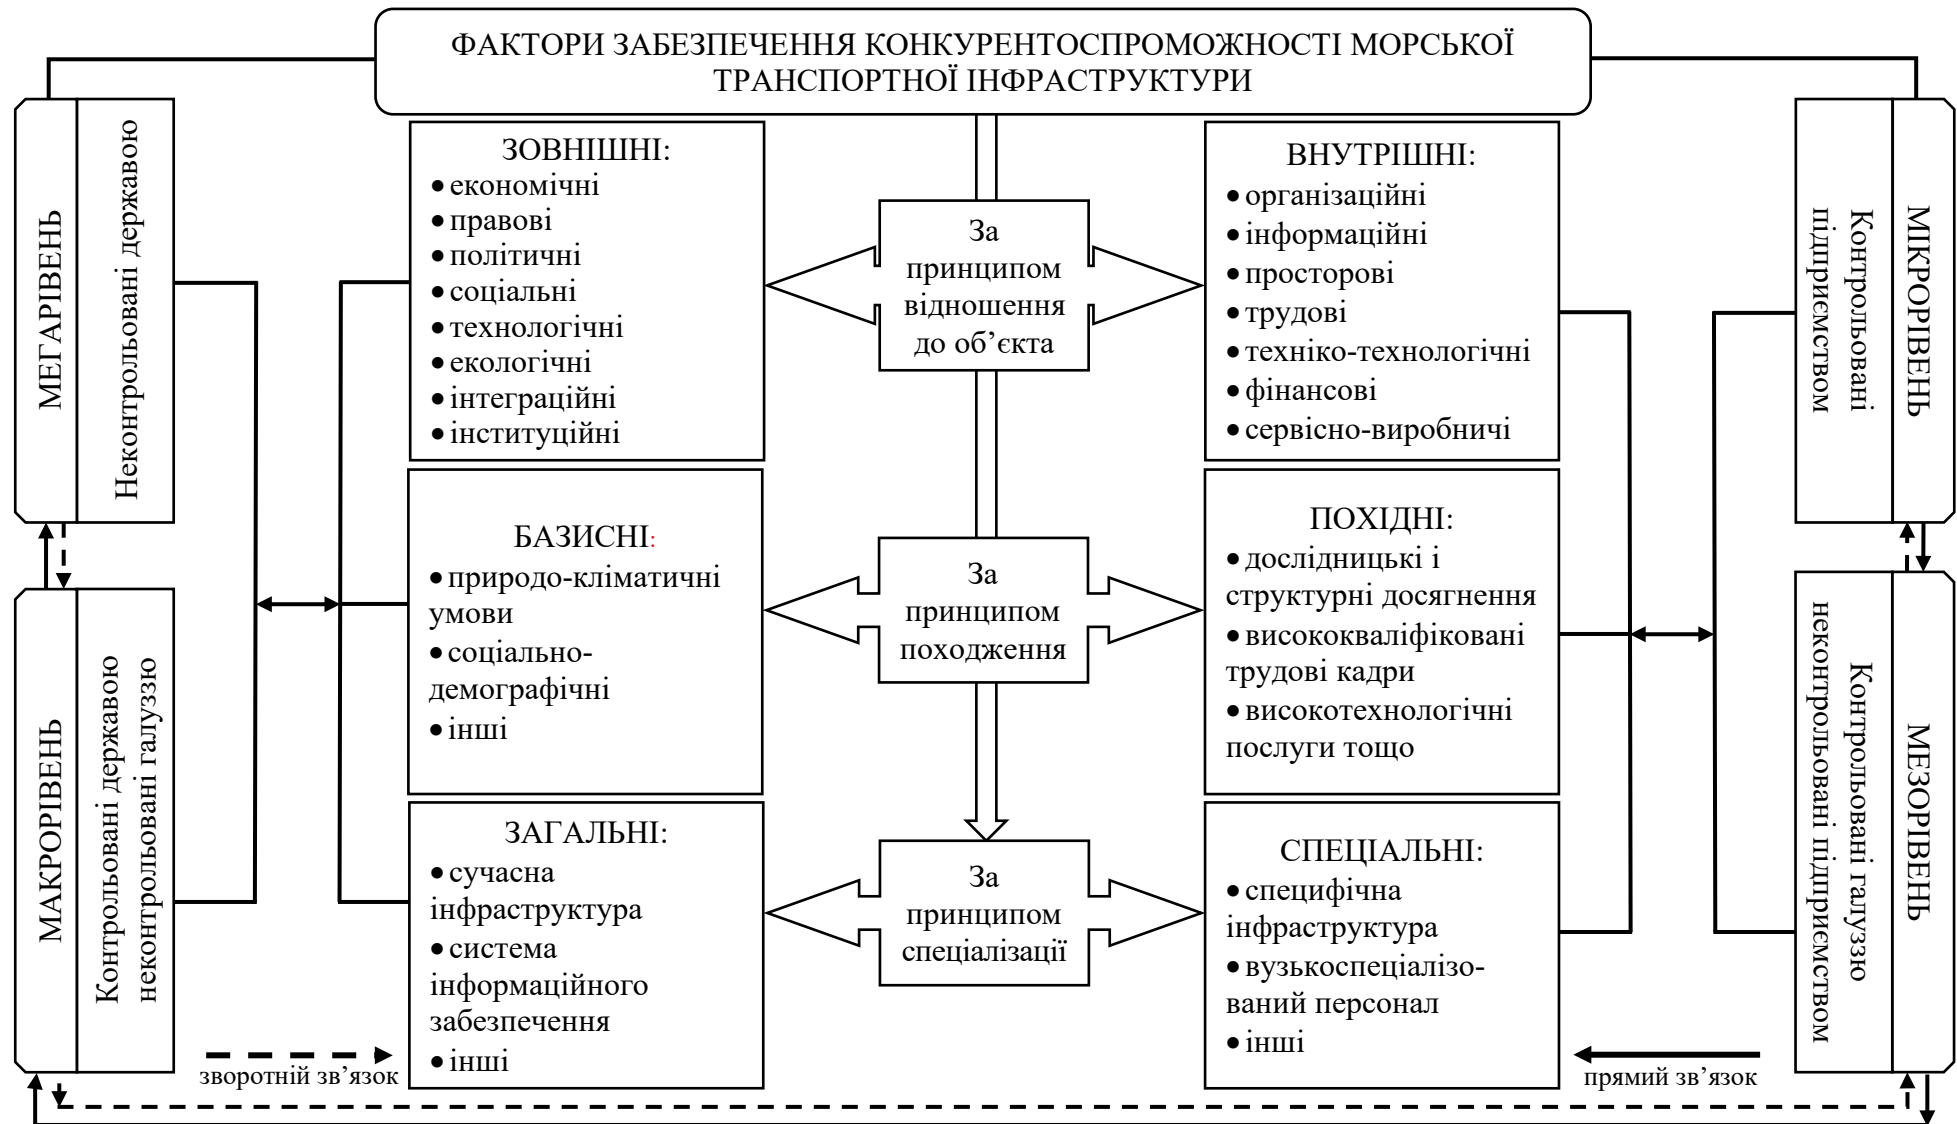 ФАКТОРИ ЗАБЕЗПЕЧЕННЯ КОНКУРЕНТОСПРОМОЖНОСТІ МОРСЬКОЇ
ТРАНСПОРТНОЇ ІНФРАСТРУКТУРИ
МЕГАРІВЕНЬ
Неконтрольовані державою
МАКРОРІВЕНЬ
Контрольовані державою
неконтрольовані галуззю
ЗОВНІШНІ:
• економічні
• правові
• політичні
• соціальні
• технологічні
• екологічні
• інтеграційні
• інституційні
За
принципом
відношення
до об’єкта
ВНУТРІШНІ:
• організаційні
• інформаційні
• просторові
• трудові
• техніко-технологічні
• фінансові
• сервісно-виробничі
БАЗИСНІ:
• природо-кліматичні
умови
• соціально-
демографічні
• інші
За
принципом
походження
ПОХІДНІ:
• дослідницькі і
структурні досягнення
• висококваліфіковані
трудові кадри
• високотехнологічні
послуги тощо
ЗАГАЛЬНІ:
• сучасна
інфраструктура
• система
інформаційного
забезпечення
• інші
За
принципом
спеціалізації
СПЕЦІАЛЬНІ:
• специфічна
інфраструктура
• вузькоспеціалізо-
ваний персонал
• інші
МІКРОРІВЕНЬ
Контрольовані
підприємством
МЕЗОРІВЕНЬ
Контрольовані галуззю
неконтрольовані підприємством
зворотній зв’язок
прямий зв’язок